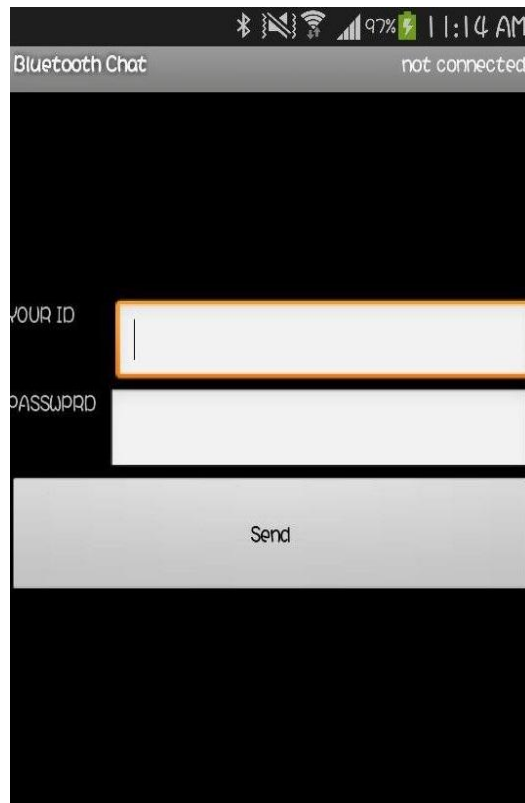 97% 11:14 AM
Bluetooth Chat not connected
YOUR ID
PASSWPRD
Send